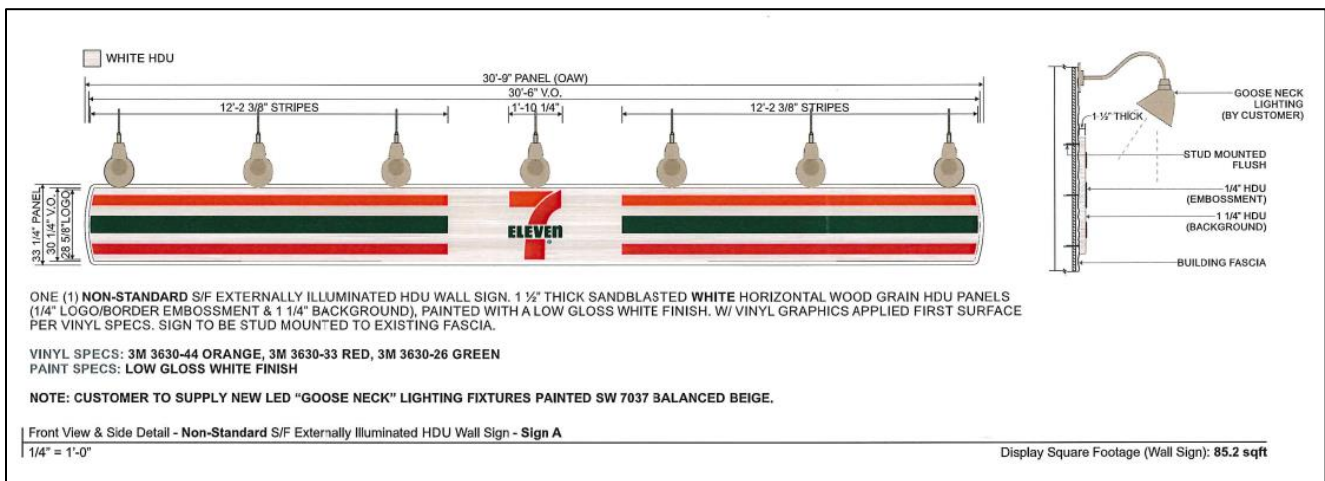 WHITE HDU
30'-9" PANEL (OAW)
30'-6" V.O.
12'-2 3/8" STRIPES
1'-10 1/4"
12'-2 3/8" STRIPES
33 1/4" PANEL
30 1/4" V.O.
28 5/8"LOGO
7
ELEVEN
®
GOOSE NECK
LIGHTING
(BY CUSTOMER)
1 ½" THICK
STUD MOUNTED
FLUSH
1/4" HDU
(EMBOSSMENT)
1 1/4" HDU
(BACKGROUND)
BUILDING FASCIA
ONE (1) NON-STANDARD S/F EXTERNALLY ILLUMINATED HDU WALL SIGN. 1 ½" THICK SANDBLASTED WHITE HORIZONTAL WOOD GRAIN HDU PANELS
(1/4" LOGO/BORDER EMBOSSMENT & 1 1/4" BACKGROUND), PAINTED WITH A LOW GLOSS WHITE FINISH. W/ VINYL GRAPHICS APPLIED FIRST SURFACE
PER VINYL SPECS. SIGN TO BE STUD MOUNTED TO EXISTING FASCIA.
VINYL SPECS: 3M 3630-44 ORANGE, 3M 3630-33 RED, 3M 3630-26 GREEN
PAINT SPECS: LOW GLOSS WHITE FINISH
NOTE: CUSTOMER TO SUPPLY NEW LED “GOOSE NECK” LIGHTING FIXTURES PAINTED SW 7037 BALANCED BEIGE.
Front View & Side Detail - Non-Standard S/F Externally Illuminated HDU Wall Sign - Sign A
1/4" = 1'-0"
Display Square Footage (Wall Sign): 85.2 sqft